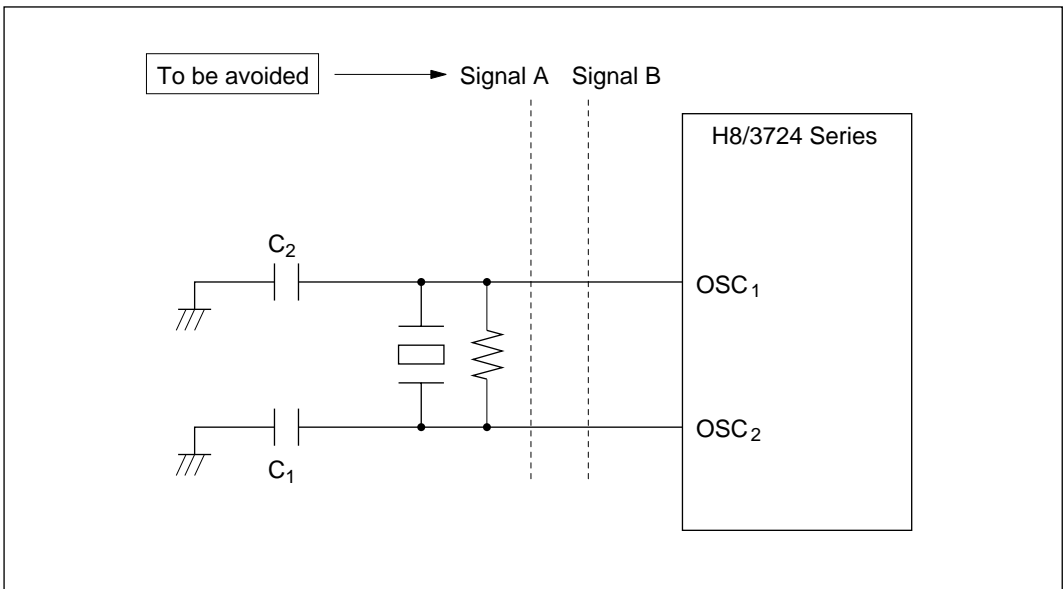 To be avoided
Signal A
Signal B
H8/3724 Series
C2
OSC1
OSC2
C1